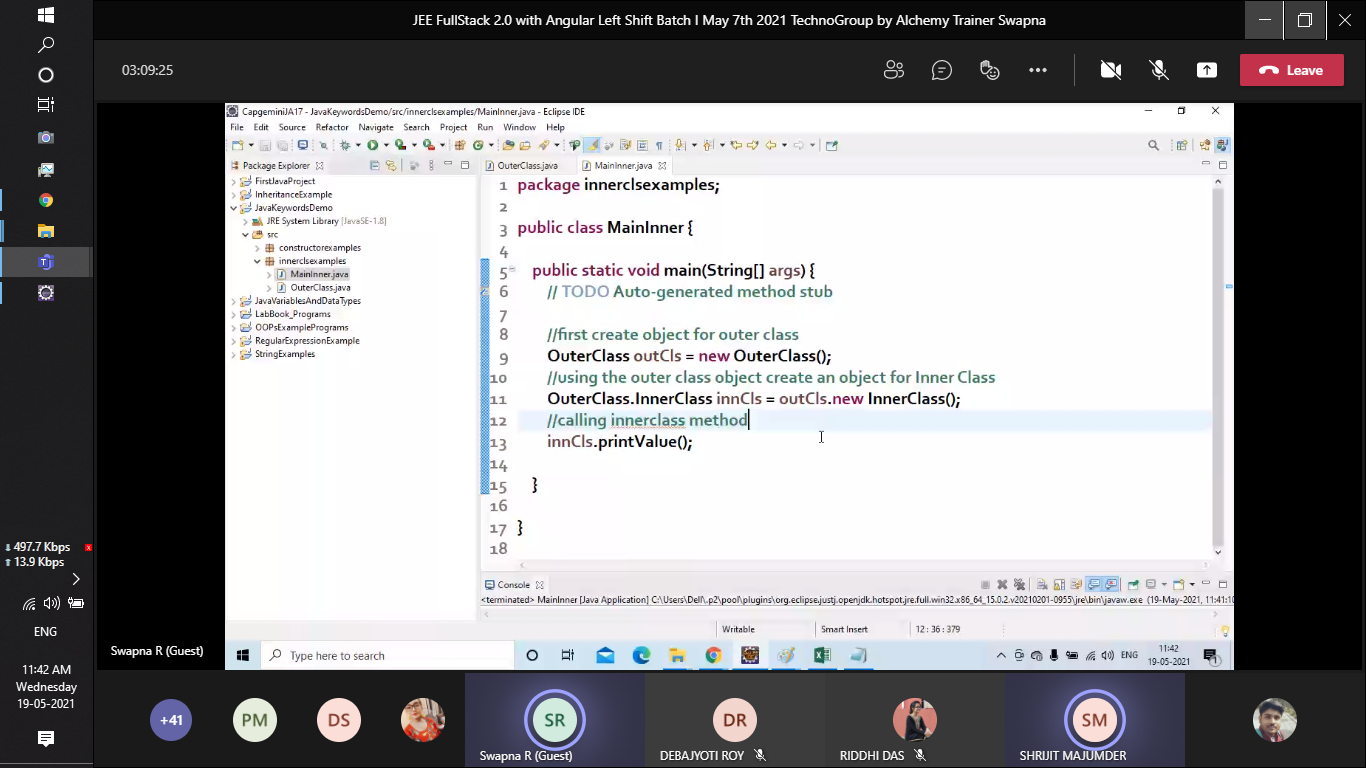 JEE FullStack 2.0 with Angular Left Shift Batch I May 7th 2021 TechnoGroup by Alchemy Trainer Swapna
03:09:25
Leave
CapgeminiJA17 - JavaKeywordsDemo/src/innerclsexamples/MainInner.java - Eclipse IDE
File Edit Source Refactor Navigate Search Project Run Window Help
Package Explorer
FirstJavaProject
InheritanceExample
JavaKeywordsDemo
JRE System Library [JavaSE-1.8]
src
constructorexamples
innerclsexamples
MainInner.java
OuterClass.java
JavaVariablesAndDataTypes
LabBook_Programs
OOPsExamplePrograms
RegularExpressionExample
StringExamples
OuterClass.java MainInner.java
1 package innerclsexamples;
2
3 public class MainInner {
4
5 public static void main(String[] args) {
6 // TODO Auto-generated method stub
7
8 //first create object for outer class
9 OuterClass outCls = new OuterClass();
10 //using the outer class object create an object for Inner Class
11 OuterClass.InnerClass innCls = outCls.new InnerClass();
12 //calling innerclass method
13 innCls.printValue();
14
15 }
16
17 }
18
Console
<terminated> MainInner [Java Application] C:\Users\Dell\.p2\pool\plugins\org.eclipse.justj.openjdk.hotspot.jre.full.win32.x86_64_15.0.2.v20210201-0955\jre\bin\javaw.exe (19-May-2021, 11:41:10
Writable Smart Insert 12 : 36 : 379
Type here to search
ENG
11:42
19-05-2021
1
Swapna R (Guest)
497.7 Kbps
13.9 Kbps
ENG
11:42 AM
Wednesday
19-05-2021
+41
PM
DS
SR
Swapna R (Guest)
DR
DEBAJYOTI ROY
RIDDHI DAS
SM
SHRIJIT MAJUMDER